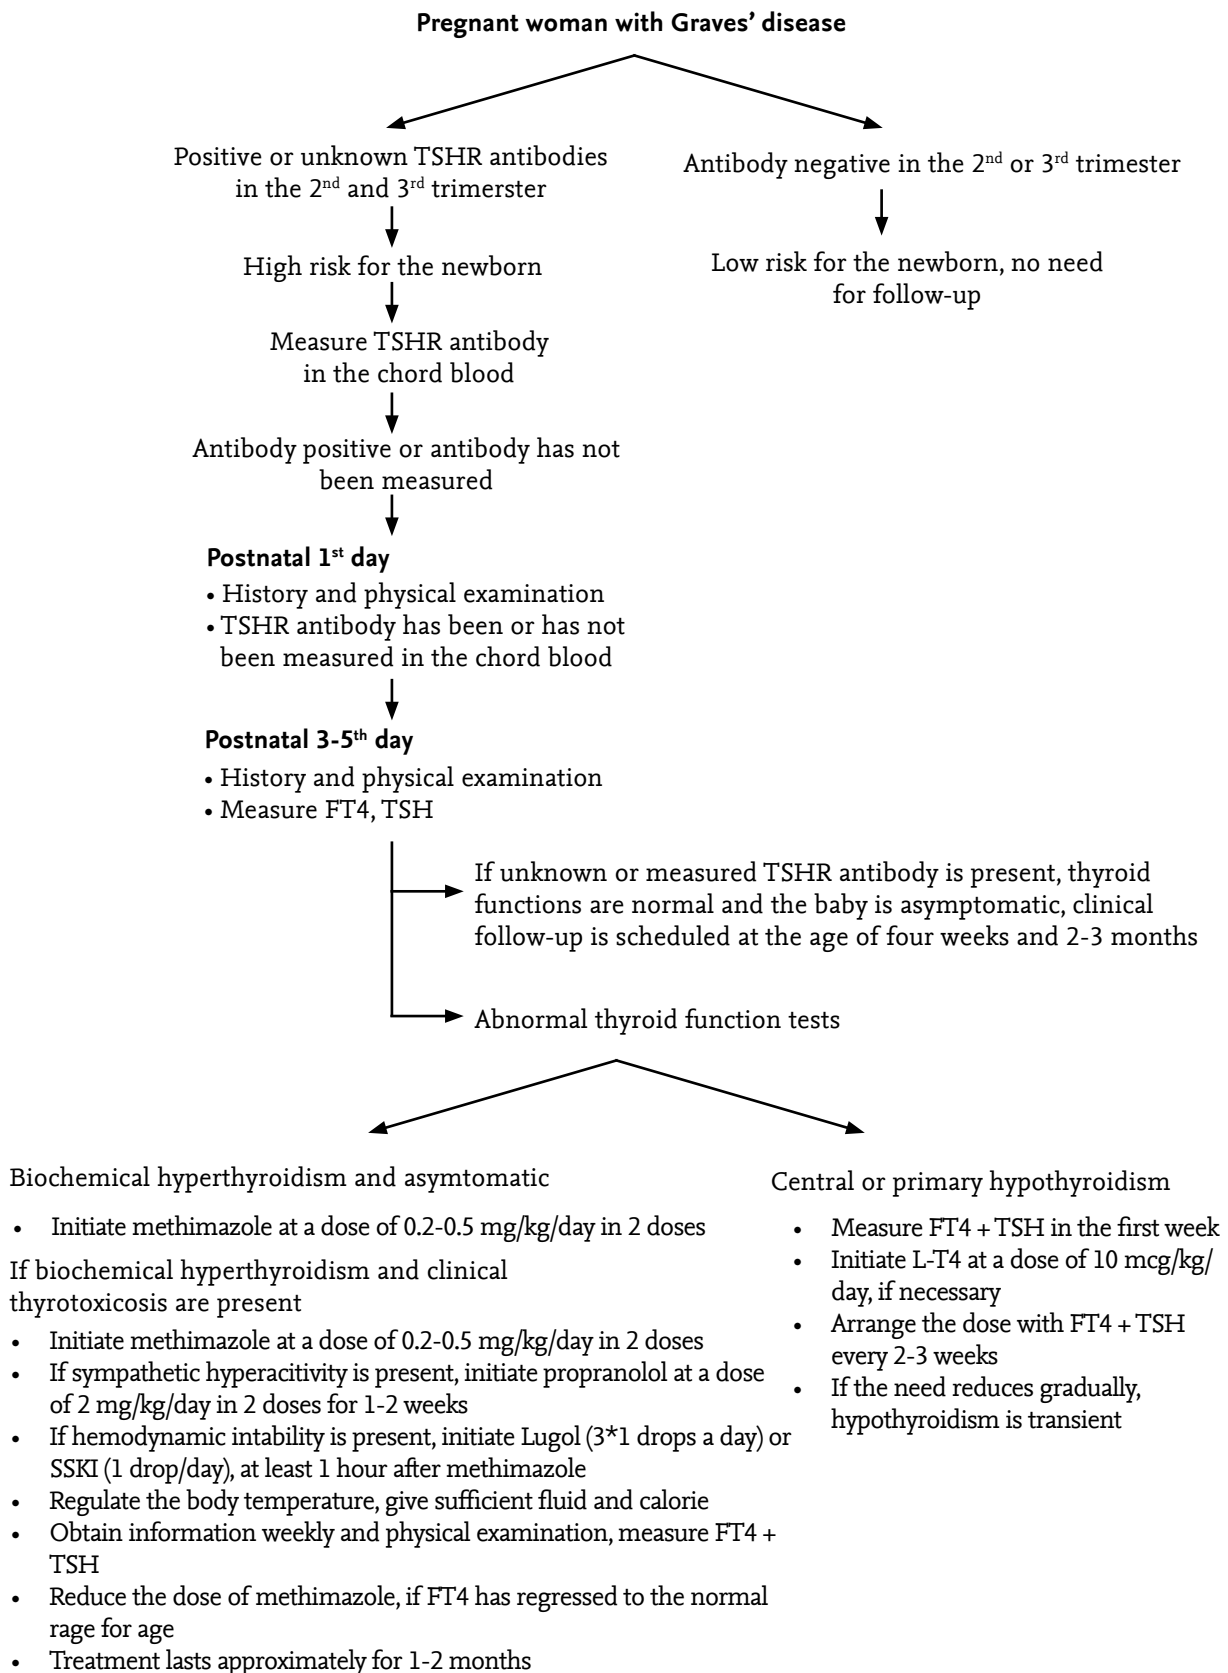 Pregnant woman with Graves’ disease
Positive or unknown TSHR antibodies
in the 2nd and 3rd trimerster
Antibody negative in the 2nd or 3rd trimester
High risk for the newborn
Low risk for the newborn, no need
for follow-up
Measure TSHR antibody
in the chord blood
Antibody positive or antibody has not
been measured
Postnatal 1st day
• History and physical examination
• TSHR antibody has been or has not
been measured in the chord blood
Postnatal 3-5th day
• History and physical examination
• Measure FT4, TSH
If unknown or measured TSHR antibody is present, thyroid
functions are normal and the baby is asymptomatic, clinical
follow-up is scheduled at the age of four weeks and 2-3 months
Abnormal thyroid function tests
Biochemical hyperthyroidism and asymtomatic
• Initiate methimazole at a dose of 0.2-0.5 mg/kg/day in 2 doses
If biochemical hyperthyroidism and clinical
thyrotoxicosis are present
• Initiate methimazole at a dose of 0.2-0.5 mg/kg/day in 2 doses
• If sympathetic hyperacitivity is present, initiate propranolol at a dose
of 2 mg/kg/day in 2 doses for 1-2 weeks
• If hemodynamic intability is present, initiate Lugol (3*1 drops a day) or
SSKI (1 drop/day), at least 1 hour after methimazole
• Regulate the body temperature, give sufficient fluid and calorie
• Obtain information weekly and physical examination, measure FT4 +
TSH
• Reduce the dose of methimazole, if FT4 has regressed to the normal
rage for age
• Treatment lasts approximately for 1-2 months
Central or primary hypothyroidism
• Measure FT4 + TSH in the first week
• Initiate L-T4 at a dose of 10 mcg/kg/
day, if necessary
• Arrange the dose with FT4 + TSH
every 2-3 weeks
• If the need reduces gradually,
hypothyroidism is transient